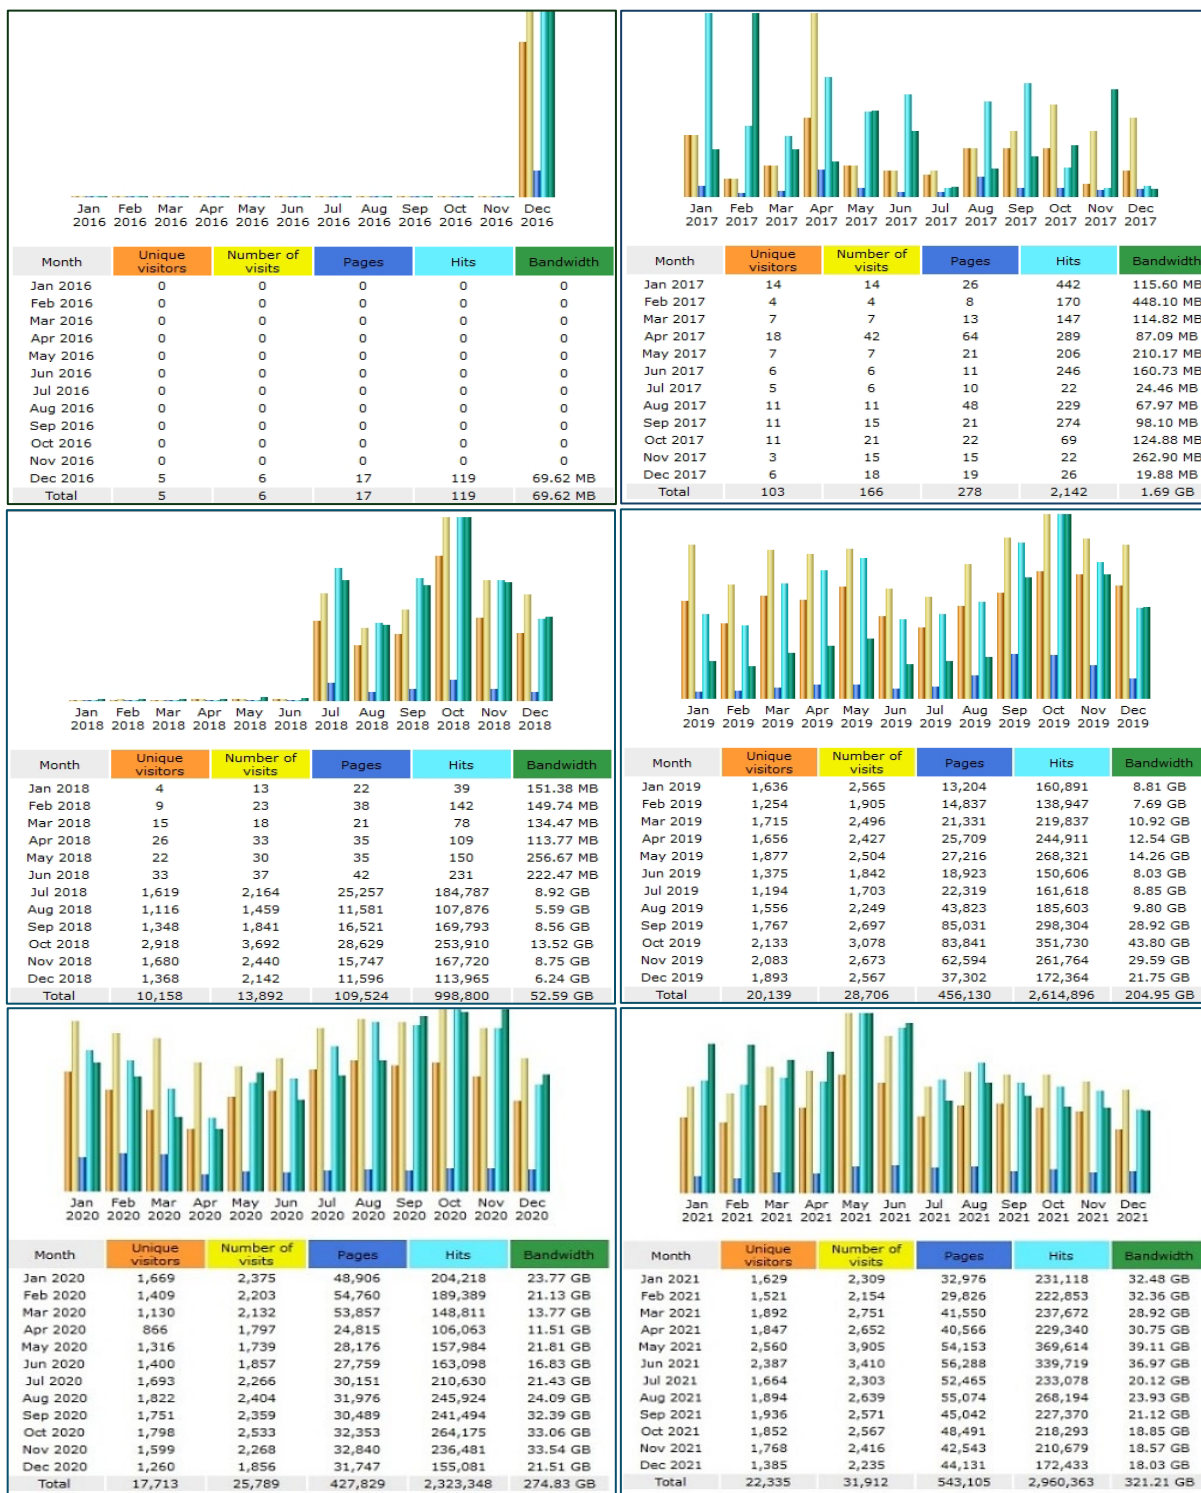 Jan Feb Mar Apr May Jun Jul Aug Sep Oct Nov Dec
2016 2016 2016 2016 2016 2016 2016 2016 2016 2016 2016 2016
Month Unique visitors Number of visits Pages Hits Bandwidth
Jan 2016 0 0 0 0 0
Feb 2016 0 0 0 0 0
Mar 2016 0 0 0 0 0
Apr 2016 0 0 0 0 0
May 2016 0 0 0 0 0
Jun 2016 0 0 0 0 0
Jul 2016 0 0 0 0 0
Aug 2016 0 0 0 0 0
Sep 2016 0 0 0 0 0
Oct 2016 0 0 0 0 0
Nov 2016 0 0 0 0 0
Dec 2016 5 6 17 119 69.62 MB
Total 5 6 17 119 69.62 MB
Jan Feb Mar Apr May Jun Jul Aug Sep Oct Nov Dec
2017 2017 2017 2017 2017 2017 2017 2017 2017 2017 2017 2017
Month Unique visitors Number of visits Pages Hits Bandwidth
Jan 2017 14 14 26 442 115.60 MB
Feb 2017 4 4 8 170 448.10 MB
Mar 2017 7 7 13 147 114.82 MB
Apr 2017 18 42 64 289 87.09 MB
May 2017 7 7 21 206 210.17 MB
Jun 2017 6 6 11 246 160.73 MB
Jul 2017 5 6 10 22 24.46 MB
Aug 2017 11 11 48 229 67.97 MB
Sep 2017 11 15 21 274 98.10 MB
Oct 2017 11 21 22 69 124.88 MB
Nov 2017 3 15 15 22 262.90 MB
Dec 2017 6 18 19 26 19.88 MB
Total 103 166 278 2,142 1.69 GB
Jan Feb Mar Apr May Jun Jul Aug Sep Oct Nov Dec
2018 2018 2018 2018 2018 2018 2018 2018 2018 2018 2018 2018
Month Unique visitors Number of visits Pages Hits Bandwidth
Jan 2018 4 13 22 39 151.38 MB
Feb 2018 9 23 38 142 149.74 MB
Mar 2018 15 18 21 78 134.47 MB
Apr 2018 26 33 35 109 113.77 MB
May 2018 22 30 35 150 256.67 MB
Jun 2018 33 37 42 231 222.47 MB
Jul 2018 1,619 2,164 25,257 184,787 8.92 GB
Aug 2018 1,116 1,459 11,581 107,876 5.59 GB
Sep 2018 1,348 1,841 16,521 169,793 8.56 GB
Oct 2018 2,918 3,692 28,629 253,910 13.52 GB
Nov 2018 1,680 2,440 15,747 167,720 8.75 GB
Dec 2018 1,368 2,142 11,596 113,965 6.24 GB
Total 10,158 13,892 109,524 998,800 52.59 GB
Jan Feb Mar Apr May Jun Jul Aug Sep Oct Nov Dec
2019 2019 2019 2019 2019 2019 2019 2019 2019 2019 2019 2019
Month Unique visitors Number of visits Pages Hits Bandwidth
Jan 2019 1,636 2,565 13,204 160,891 8.81 GB
Feb 2019 1,254 1,905 14,837 138,947 7.69 GB
Mar 2019 1,715 2,496 21,331 219,837 10.92 GB
Apr 2019 1,656 2,427 25,709 244,911 12.54 GB
May 2019 1,877 2,504 27,216 268,321 14.26 GB
Jun 2019 1,375 1,842 18,923 150,606 8.03 GB
Jul 2019 1,194 1,703 22,319 161,618 8.85 GB
Aug 2019 1,556 2,249 43,823 185,603 9.80 GB
Sep 2019 1,767 2,697 85,031 298,304 28.92 GB
Oct 2019 2,133 3,078 83,841 351,730 43.80 GB
Nov 2019 2,083 2,673 62,594 261,764 29.59 GB
Dec 2019 1,893 2,567 37,302 172,364 21.75 GB
Total 20,139 28,706 456,130 2,614,896 204.95 GB
Jan Feb Mar Apr May Jun Jul Aug Sep Oct Nov Dec
2020 2020 2020 2020 2020 2020 2020 2020 2020 2020 2020 2020
Month Unique visitors Number of visits Pages Hits Bandwidth
Jan 2020 1,669 2,375 48,906 204,218 23.77 GB
Feb 2020 1,409 2,203 54,760 189,389 21.13 GB
Mar 2020 1,130 2,132 53,857 148,811 13.77 GB
Apr 2020 866 1,797 24,815 106,063 11.51 GB
May 2020 1,316 1,739 28,176 157,984 21.81 GB
Jun 2020 1,400 1,857 27,759 163,098 16.83 GB
Jul 2020 1,693 2,266 30,151 210,630 21.43 GB
Aug 2020 1,822 2,404 31,976 245,924 24.09 GB
Sep 2020 1,751 2,359 30,489 241,494 32.39 GB
Oct 2020 1,798 2,533 32,353 264,175 33.06 GB
Nov 2020 1,599 2,268 32,840 236,481 33.54 GB
Dec 2020 1,260 1,856 31,747 155,081 21.51 GB
Total 17,713 25,789 427,829 2,323,348 274.83 GB
Jan Feb Mar Apr May Jun Jul Aug Sep Oct Nov Dec
2021 2021 2021 2021 2021 2021 2021 2021 2021 2021 2021 2021
Month Unique visitors Number of visits Pages Hits Bandwidth
Jan 2021 1,629 2,309 32,976 231,118 32.48 GB
Feb 2021 1,521 2,154 29,826 222,853 32.36 GB
Mar 2021 1,892 2,751 41,550 237,672 28.92 GB
Apr 2021 1,847 2,652 40,566 229,340 30.75 GB
May 2021 2,560 3,905 54,153 369,614 39.11 GB
Jun 2021 2,387 3,410 56,288 339,719 36.97 GB
Jul 2021 1,664 2,303 52,465 233,078 20.12 GB
Aug 2021 1,894 2,639 55,074 268,194 23.93 GB
Sep 2021 1,936 2,571 45,042 227,370 21.12 GB
Oct 2021 1,852 2,567 48,491 218,293 18.85 GB
Nov 2021 1,768 2,416 42,543 210,679 18.57 GB
Dec 2021 1,385 2,235 44,131 172,433 18.03 GB
Total 22,335 31,912 543,105 2,960,363 321.21 GB